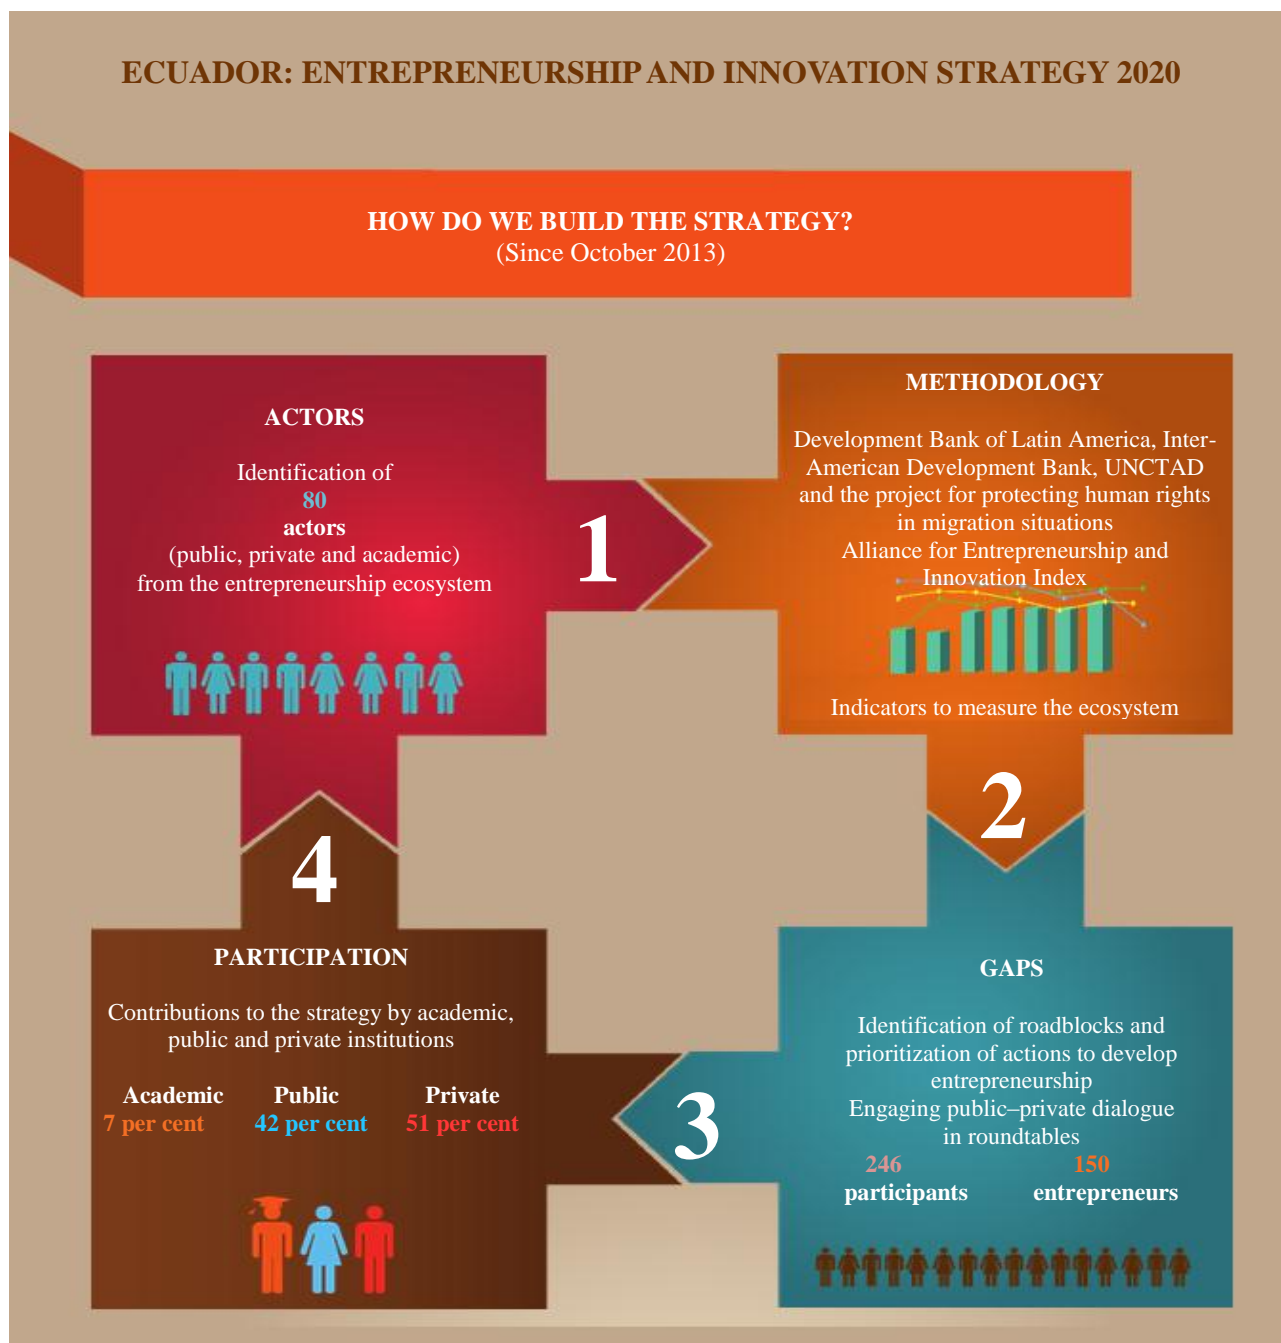 ECUADOR: ENTREPRENEURSHIP AND INNOVATION STRATEGY 2020
HOW DO WE BUILD THE STRATEGY?
(Since October 2013)
ACTORS
Identification of
80
actors
(public, private and academic)
from the entrepreneurship ecosystem
1
METHODOLOGY
Development Bank of Latin America, Inter-
American Development Bank, UNCTAD
and the project for protecting human rights
in migration situations
Alliance for Entrepreneurship and
Innovation Index
Indicators to measure the ecosystem
2
GAPS
Identification of roadblocks and
prioritization of actions to develop
entrepreneurship
Engaging public–private dialogue
in roundtables
246 150
participants entrepreneurs
3
PARTICIPATION
Contributions to the strategy by academic,
public and private institutions
Academic Public Private
7 per cent 42 per cent 51 per cent
4